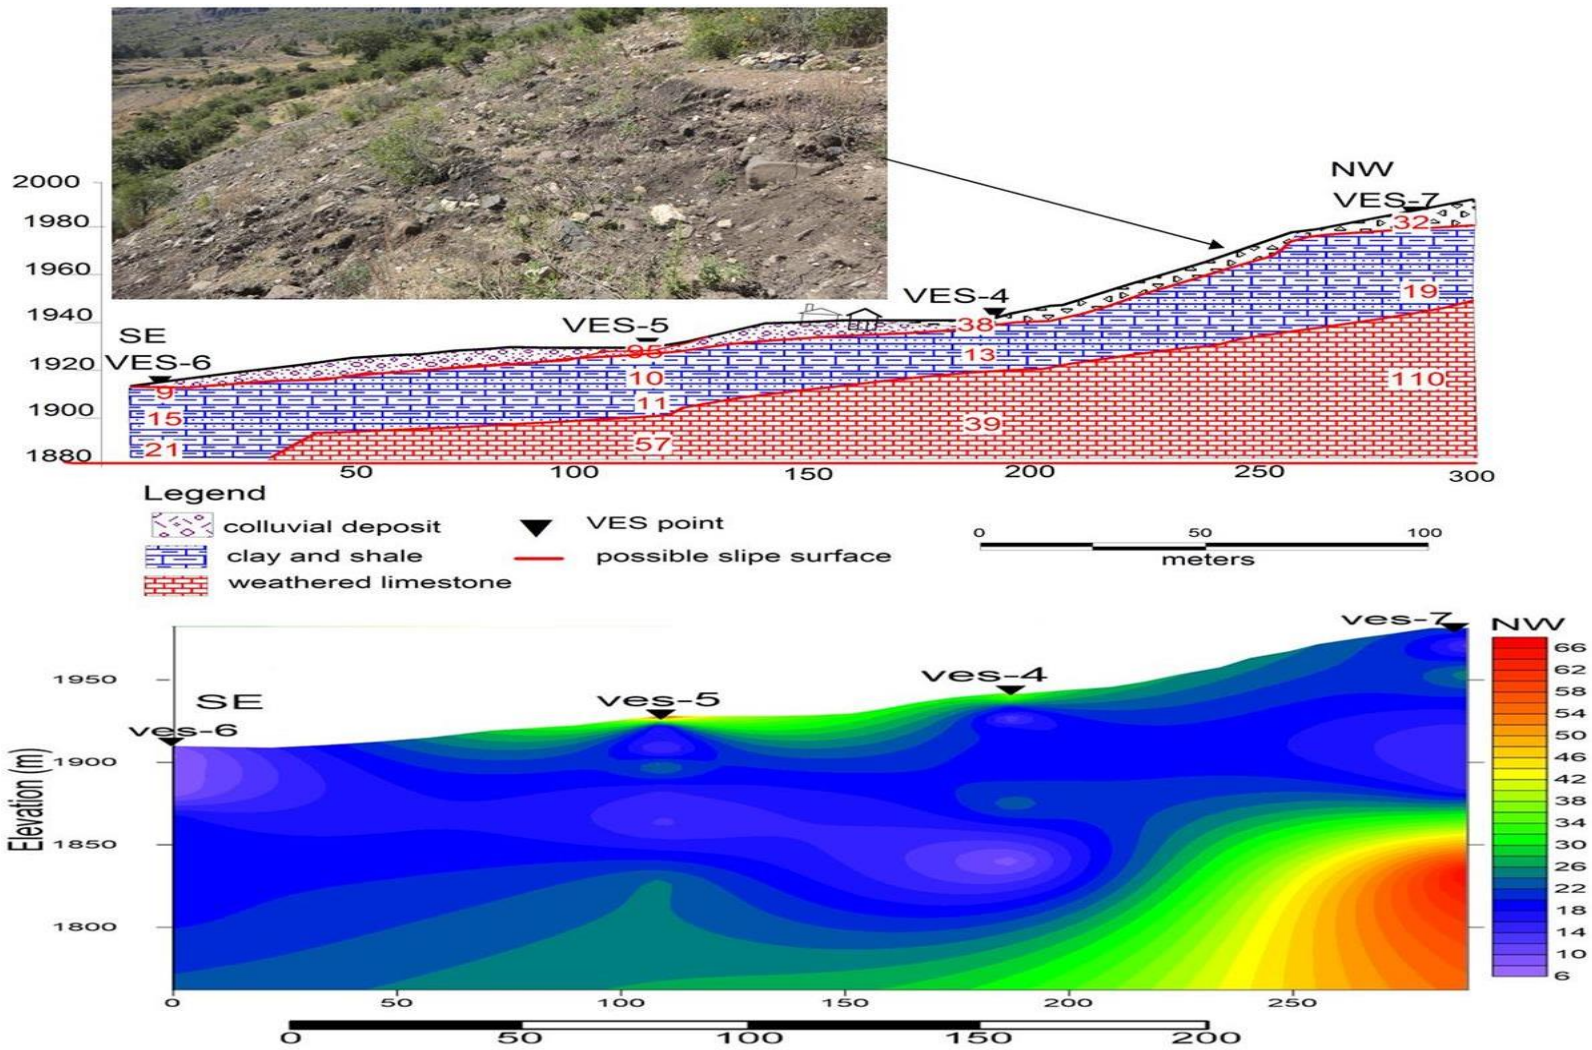 NW
2000
VES-7
1980
32
1960
19
VES-4
1940
SE
VES-5
38
95
13
VES-6
1920
9
10
110
1900
15
11
39
57
21
1880
50
100
150
200
250
300
Legend
colluvial deposit
VES point
clay and shale
possible slipe surface
weathered limestone
0 50 100
meters
ves-7 NW
66
62
58
54
50
46
42
38
34
30
26
22
18
14
10
6
ves-4
SE
ves-5
ves-6
Elevation (m)
1950
1900
1850
1800
0 50 100 150 200 250
0 50 100 150 200